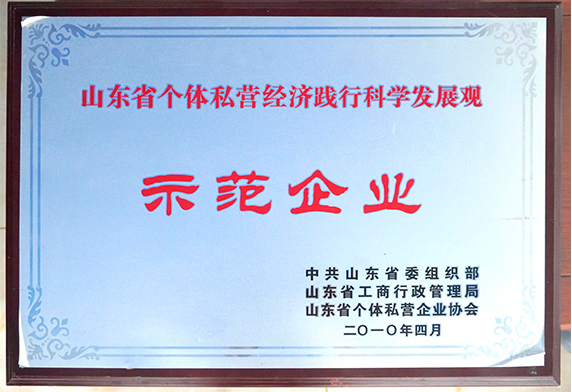 山东省个体私营经济践行科学发展观
示范企业
中共山东省委组织部
山东省工商行政管理局
山东省个体私营企业协会
二〇一〇年四月